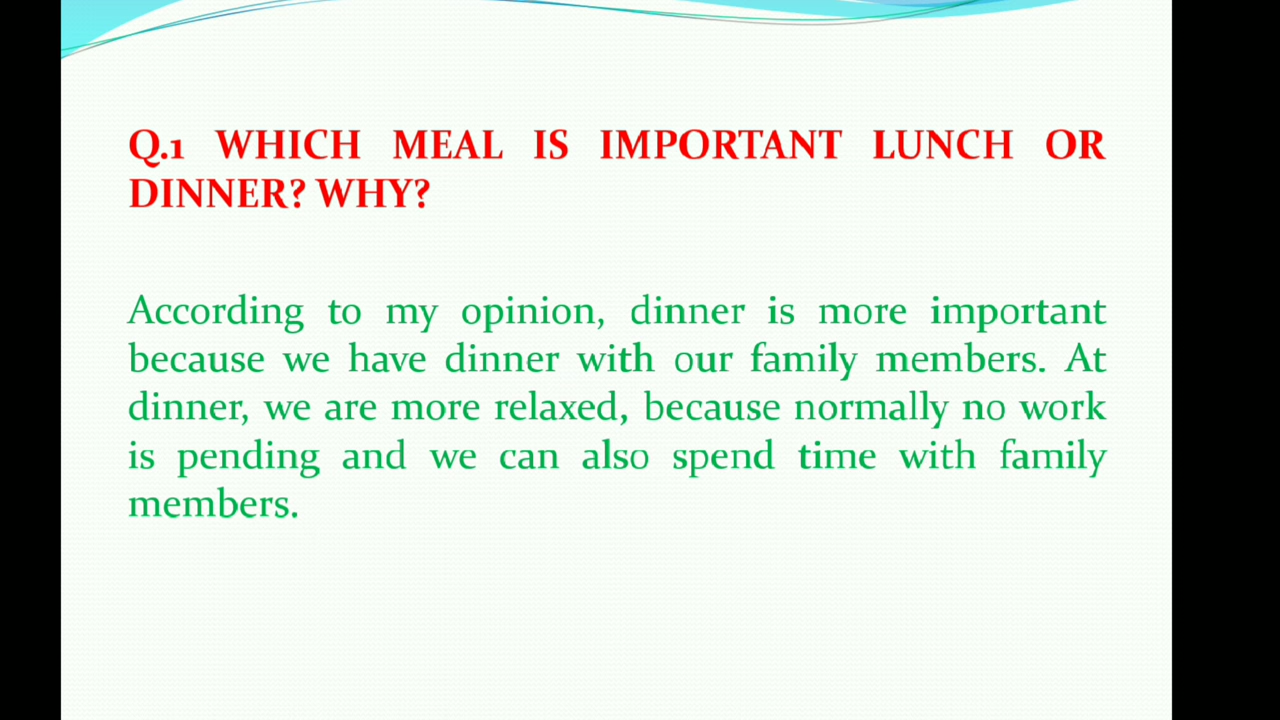 Q.1 WHICH MEAL IS IMPORTANT LUNCH OR
DINNER? WHY?
According to my opinion, dinner is more important
because we have dinner with our family members. At
dinner, we are more relaxed, because normally no work
is pending and we can also spend time with family
members.